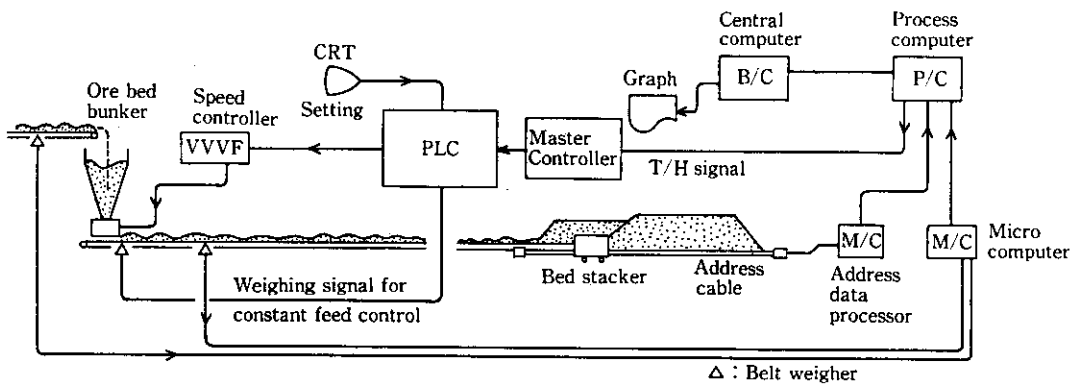 Central
computer
Process
computer
CRT
Setting
Graph
B/C
P/C
Ore bed
bunker
Speed
controller
VVVF
PLC
Master
Controller
T/H signal
M/C
M/C
Micro
computer
Bed stacker
Address
cable
Address
data
processor
Weighing signal for
constant feed control
△ : Belt weigher